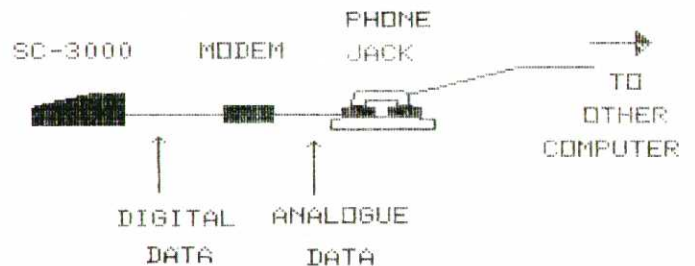 SC-3000
MODEM
PHONE
JACK
TO
OTHER
COMPUTER
DIGITAL
DATA
ANALOGUE
DATA